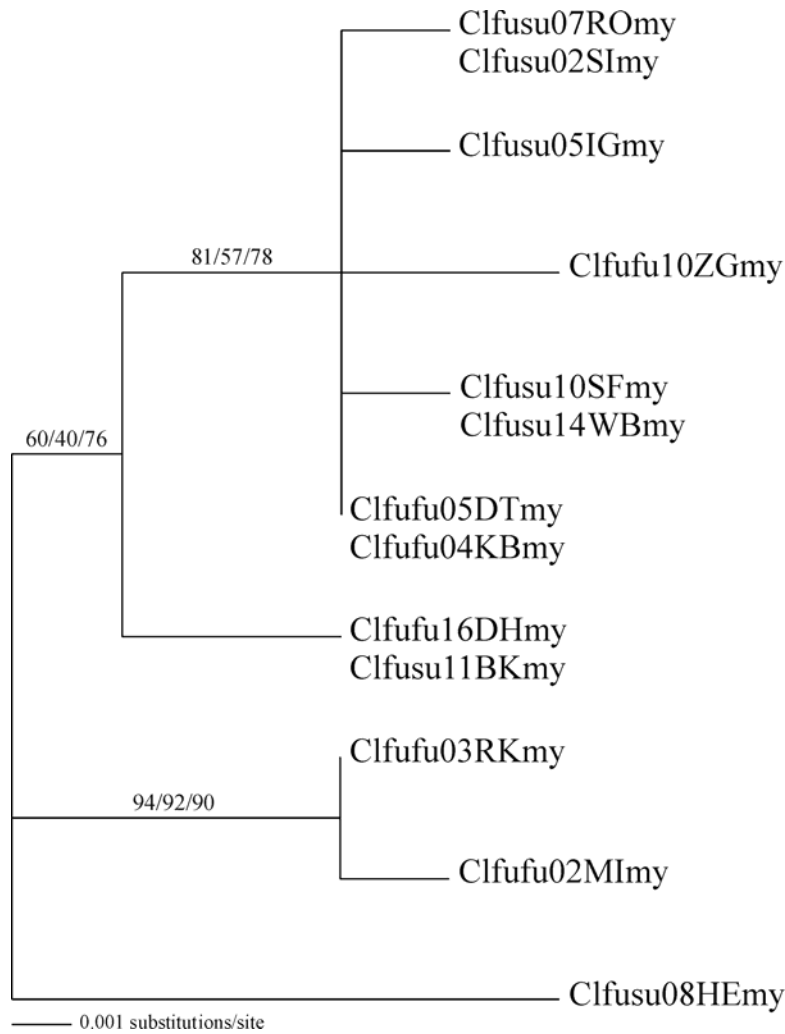 Clfusu07ROmy
Clfusu02SImy
Clfusu05IGmy
81/57/78
Clfufu10ZGmy
Clfusu10SFmy
Clfusu14WBmy
60/40/76
Clfufu05DTmy
Clfufu04KBmy
Clfufu16DHmy
Clfusu11BKmy
Clfufu03RKmy
94/92/90
Clfufu02MImy
Clfusu08HEmy
0.001 substitutions/site